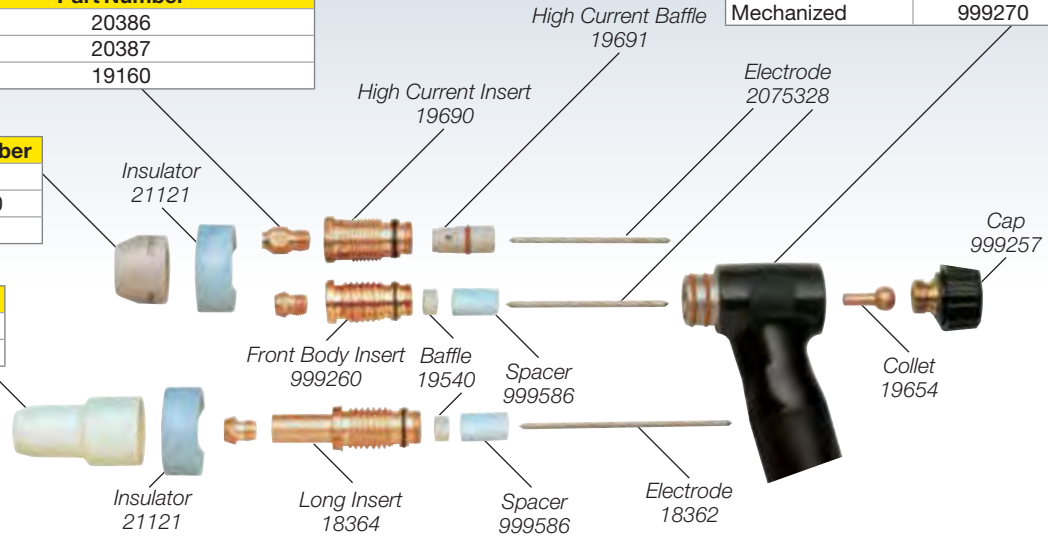 Part Number
20386
20387
19160
High Current Baffle
19691
Mechanized 999270
Electrode
2075328
High Current Insert
19690
Insulator
21121
Cap
999257
Front Body Insert
999260
Baffle
19540
Spacer
999586
Collet
19654
Insulator
21121
Long Insert
18364
Spacer
999586
Electrode
18362